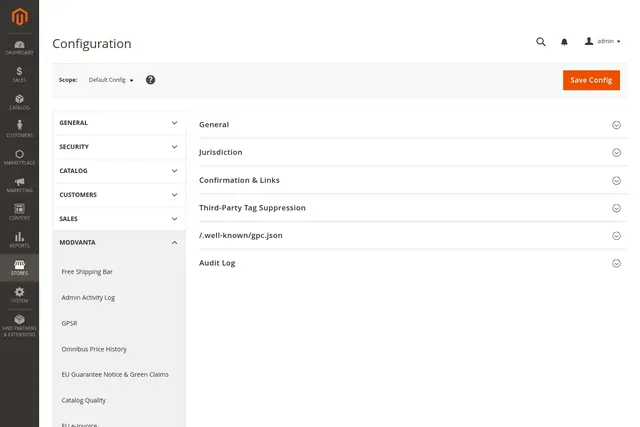 Configuration
admin
Scope: Default Config
Save Config
DASHBOARD
SALES
CATALOG
CUSTOMERS
MARKETPLACE
MARKETING
CONTENT
REPORTS
STORES
SYSTEM
FIND PARTNERS
& EXTENSIONS
GENERAL
SECURITY
CATALOG
CUSTOMERS
SALES
MODVANTA
Free Shipping Bar
Admin Activity Log
GPSR
Omnibus Price History
EU Guarantee Notice & Green Claims
Catalog Quality
EU e-Invoice
General
Jurisdiction
Confirmation & Links
Third-Party Tag Suppression
/.well-known/gpc.json
Audit Log